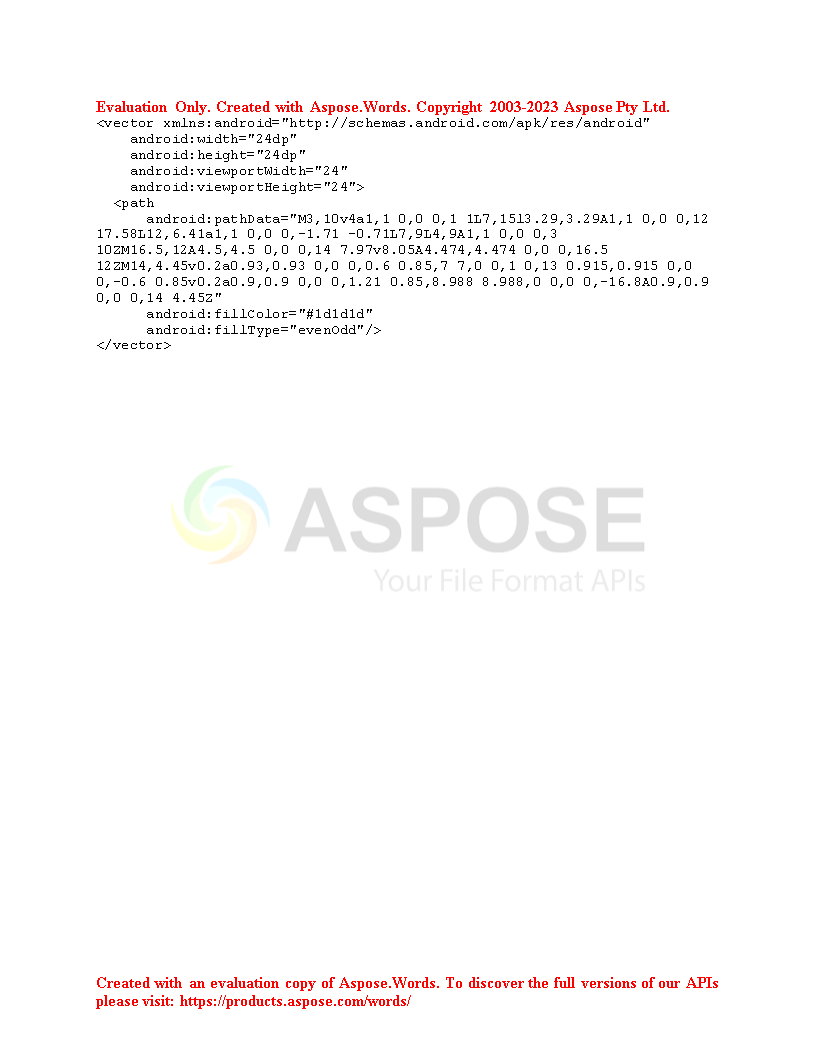 Evaluation Only. Created with Aspose.Words. Copyright 2003-2023 Aspose Pty Ltd.
<vector xmlns:android="http://schemas.android.com/apk/res/android"
    android:width="24dp"
    android:height="24dp"
    android:viewportWidth="24"
    android:viewportHeight="24">
  <path
      android:pathData="M3,10v4a1,1 0,0 0,1 1L7,15l3.29,3.29A1,1 0,0 0,12
17.58L12,6.41a1,1 0,0 0,-1.71 -0.71L7,9L4,9A1,1 0,0 0,3
10ZM16.5,12A4.5,4.5 0,0 0,14 7.97v8.05A4.474,4.474 0,0 0,16.5
12ZM14,4.45v0.2a0.93,0.93 0,0 0,0.6 0.85,7 7,0 0,1 0,13 0.915,0.915 0,0
0,-0.6 0.85v0.2a0.9,0.9 0,0 0,1.21 0.85,8.988 8.988,0 0,0 0,-16.8A0.9,0.9
0,0 0,14 4.45Z"
      android:fillColor="#1d1d1d"
      android:fillType="evenOdd"/>
</vector>
ASPOSE
Your File Format APIs
Created with an evaluation copy of Aspose.Words. To discover the full versions of our APIs
please visit: https://products.aspose.com/words/